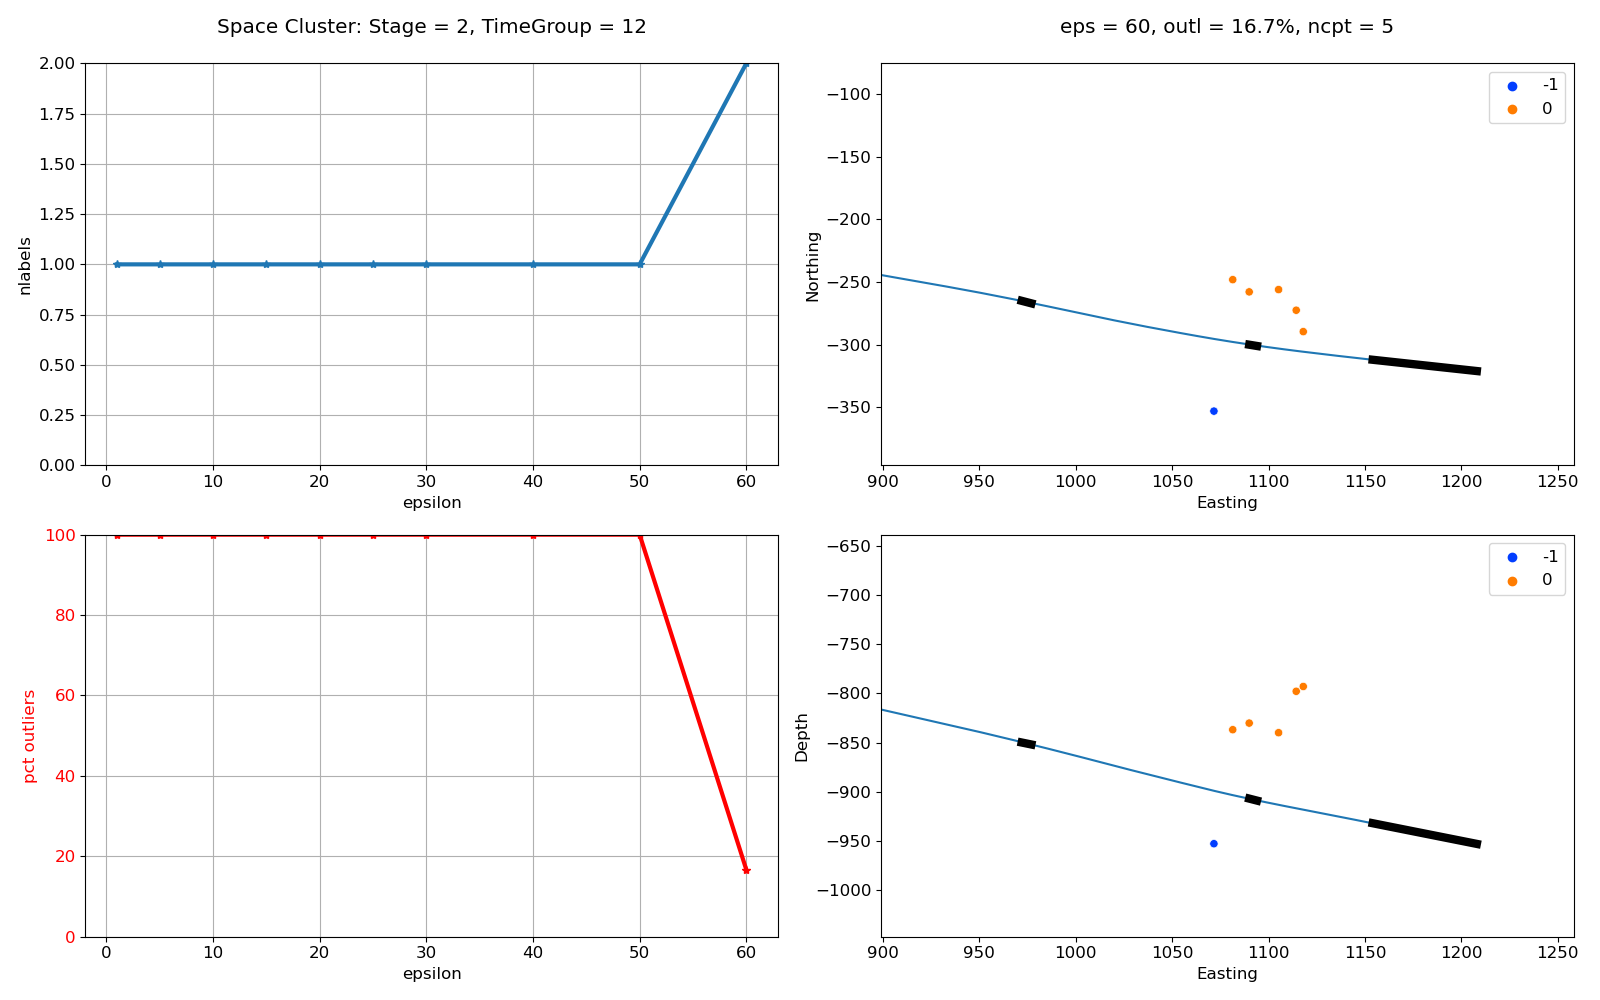 Space Cluster: Stage = 2, TimeGroup = 12
2.00
1.75
1.50
1.25
1.00
0.75
0.50
0.25
0.00
nlabels
0 10 20 30 40 50 60
epsilon
eps = 60, outl = 16.7%, ncpt = 5
-1
0
−100
−150
−200
−250
−300
−350
Northing
900 950 1000 1050 1100 1150 1200 1250
Easting
100
80
60
40
20
0
pct outliers
0 10 20 30 40 50 60
epsilon
-1
0
−650
−700
−750
−800
−850
−900
−950
−1000
Depth
900 950 1000 1050 1100 1150 1200 1250
Easting